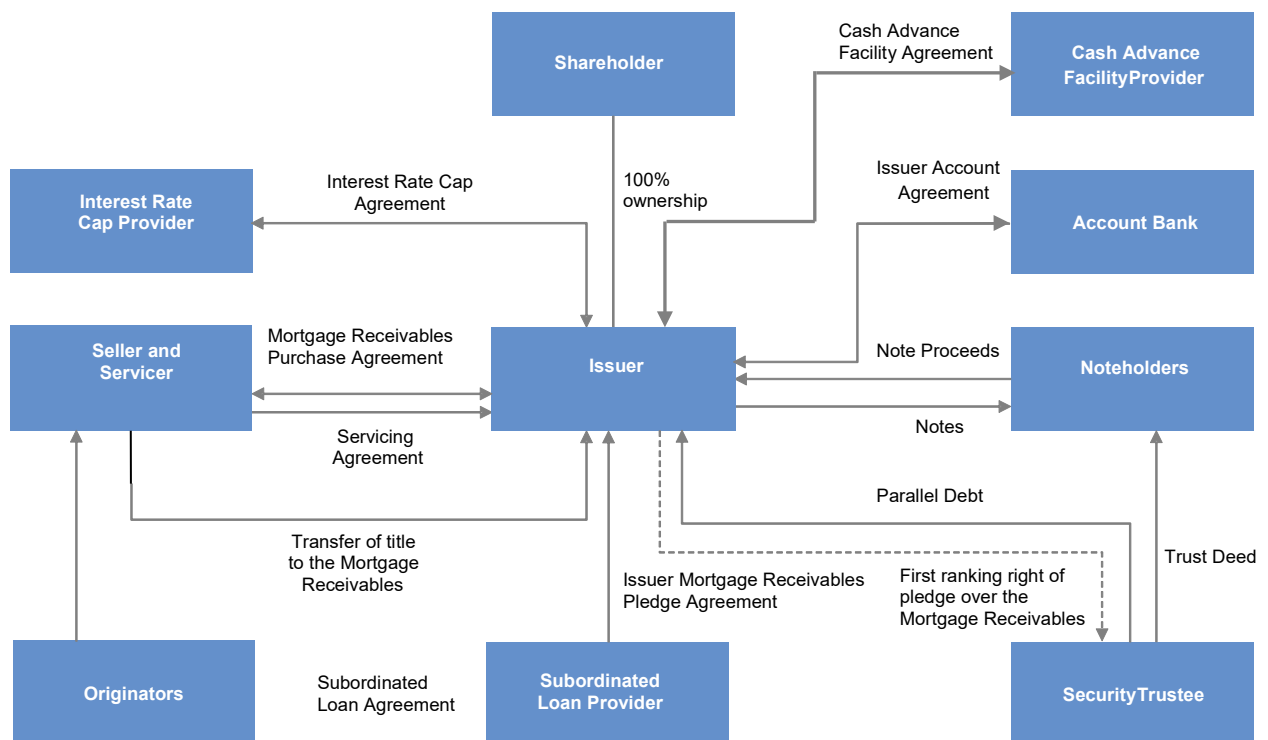 Shareholder
Cash Advance
Facility Agreement
Cash Advance
FacilityProvider
Interest Rate
Cap Provider
Interest Rate Cap
Agreement
100%
ownership
Issuer Account
Agreement
Account Bank
Seller and
Servicer
Mortgage Receivables
Purchase Agreement
Issuer
Note Proceeds
Noteholders
Servicing
Agreement
Notes
Parallel Debt
Transfer of title
to the Mortgage
Receivables
Issuer Mortgage Receivables
Pledge Agreement
First ranking right of
pledge over the
Mortgage Receivables
Trust Deed
Originators
Subordinated
Loan Agreement
Subordinated
Loan Provider
SecurityTrustee